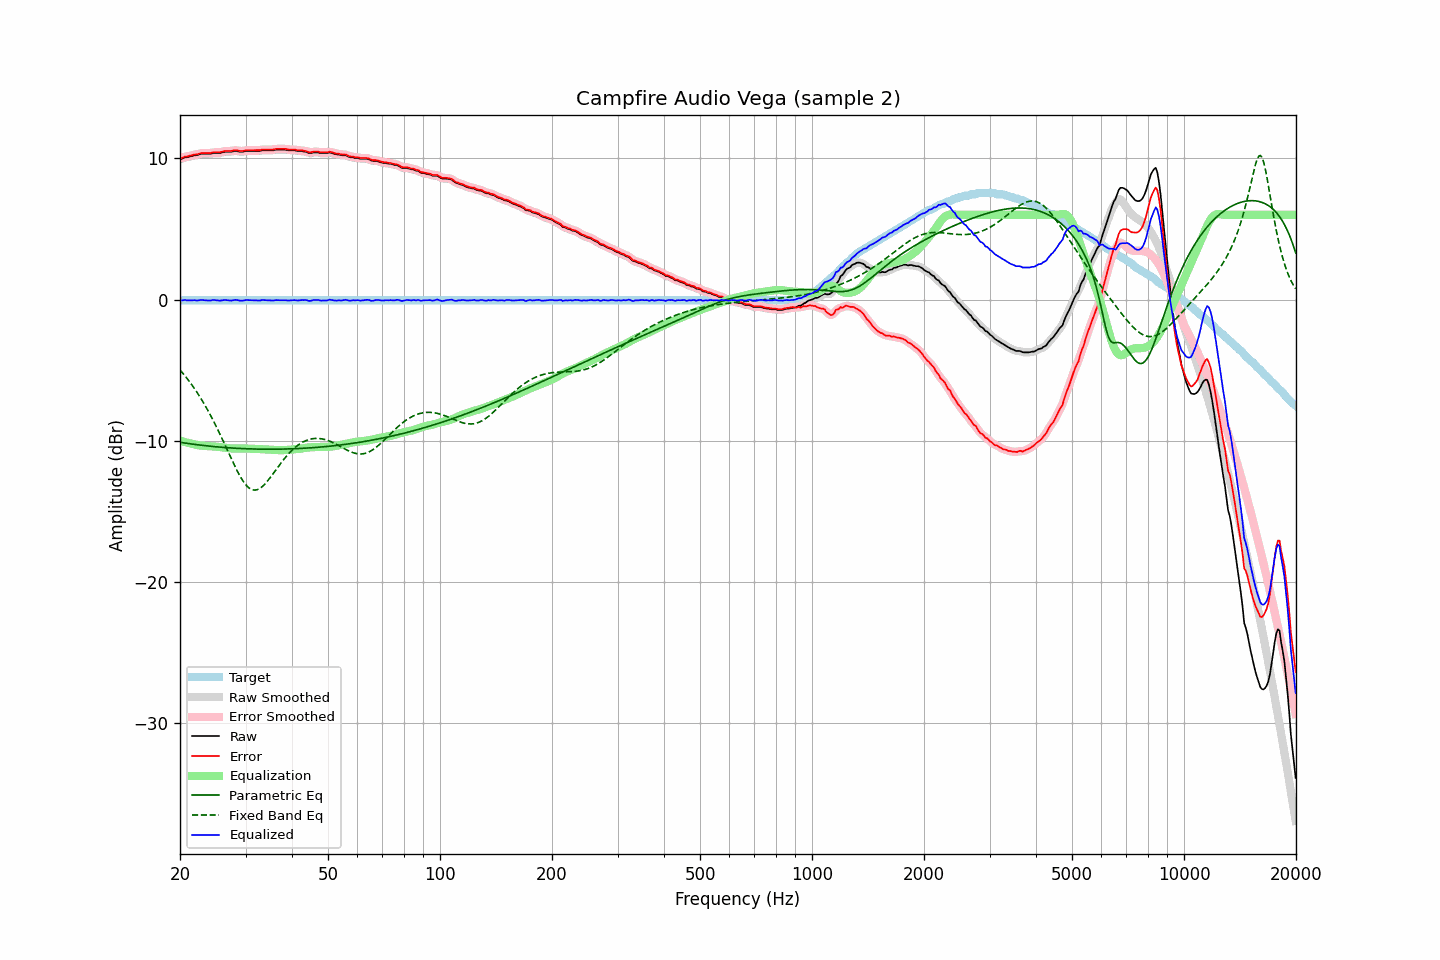 Campfire Audio Vega (sample 2)
10
0
−10
−20
−30
Amplitude (dBr)
Target
Raw Smoothed
Error Smoothed
Raw
Error
Equalization
Parametric Eq
Fixed Band Eq
Equalized
20 50 100 200 500 1000 2000 5000 10000 20000
Frequency (Hz)